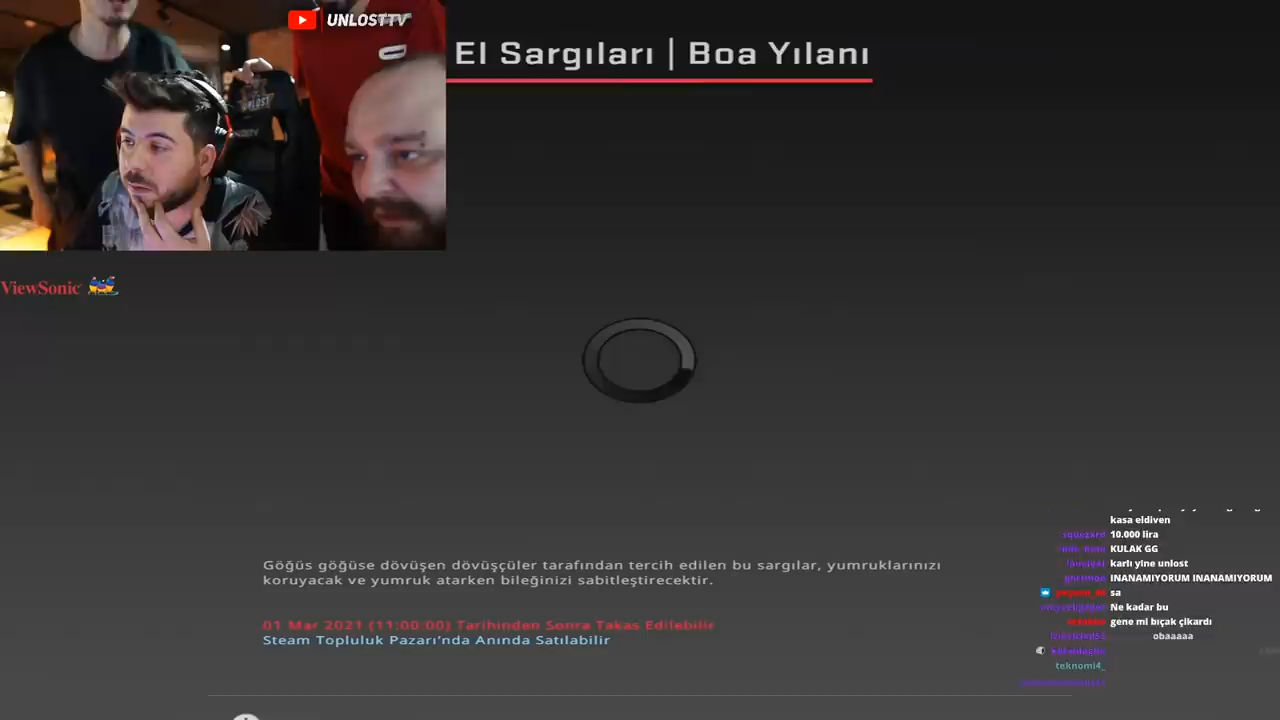 UNLOSTTV
El Sargıları | Boa Yılanı
ViewSonic
Göğüs göğüse dövüşen dövüşçüler tarafından tercih edilen bu sargılar, yumruklarınızı
koruyacak ve yumruk atarken bileğinizi sabitleştirecektir.
01 Mar 2021 (11:00:00) Tarihinden Sonra Takas Edilebilir
Steam Topluluk Pazarı'nda Anında Satılabilir
kasa eldiven
10.000 lira
KULAK GG
karlı yine unlost
INANAMIYORUM INANAMIYORUM
sa
Ne kadar bu
gene mi bıçak çikardı
obaaaaa
teknomi4_